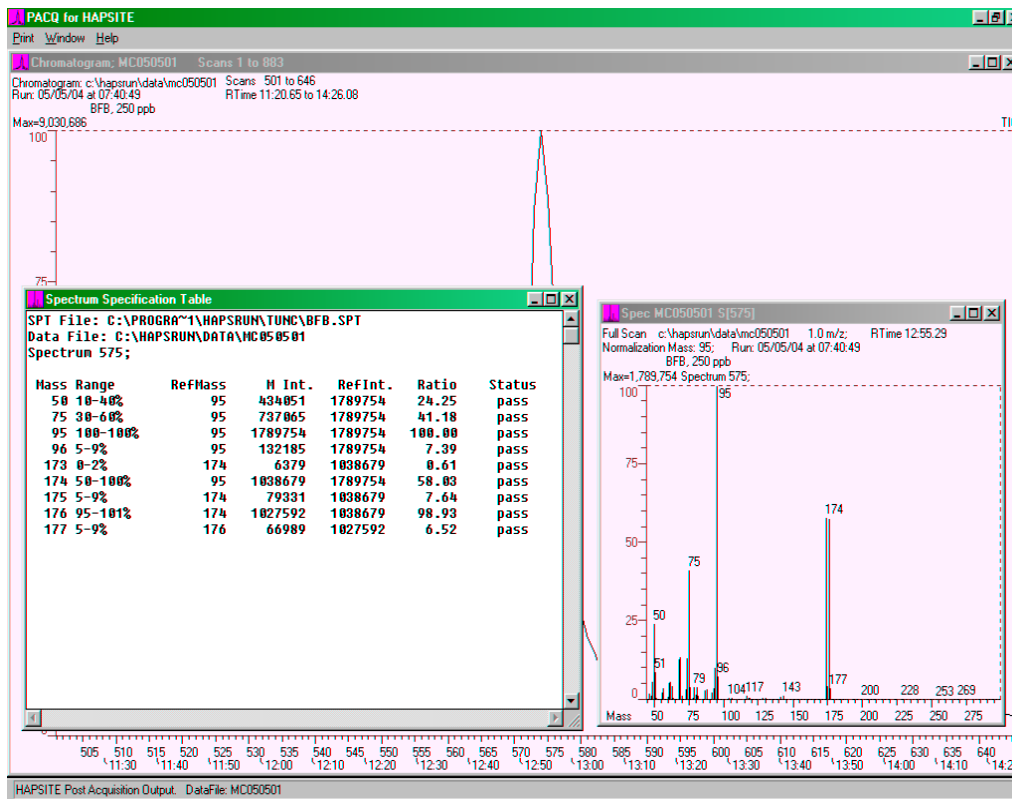 PACQ for HAPSITE
Print Window Help
Chromatogram; MC050501 Scans 1 to 883
Chromatogram: c:\hapsrun\data\mc050501 Scans 501 to 646
Run: 05/05/04 at 07:40:49 RTime 11:20.65 to 14:26.08
BFB, 250 ppb
Max=9,030,686
100
75
Spectrum Specification Table
SPT File: C:\PROGRA~1\HAPSRUN\TUNC\BFB.SPT
Data File: C:\HAPSRUN\DATA\MC050501
Spectrum 575;
Mass Range RefMass M Int. RefInt. Ratio Status
50 10-40% 95 434051 1789754 24.25 pass
75 30-60% 95 737065 1789754 41.18 pass
95 100-100% 95 1789754 1789754 100.00 pass
96 5-9% 95 132185 1789754 7.39 pass
173 0-2% 174 6379 1038679 0.61 pass
174 50-100% 95 1038679 1789754 58.03 pass
175 5-9% 174 79331 1038679 7.64 pass
176 95-101% 174 1027592 1038679 98.93 pass
177 5-9% 176 66989 1027592 6.52 pass
Spec MC050501 S[575]
Full Scan c:\hapsrun\data\mc050501 1.0 m/z; RTime 12:55.29
Normalization Mass: 95; Run: 05/05/04 at 07:40:49
BFB, 250 ppb
Max=1,789,754 Spectrum 575;
100
95
75
174
50
75
25
50
51
79
96
104
117
143
177
200
228
253
269
0
Mass 50 75 100 125 150 175 200 225 250 275
505 510 515 520 525 530 535 540 545 550 555 560 565 570 575 580 585 590 595 600 605 610 615 620 625 630 635 640
11:30 11:40 11:50 12:00 12:10 12:20 12:30 12:40 12:50 13:00 13:10 13:20 13:30 13:40 13:50 14:00 14:10
HAPSITE Post Acquisition Output. DataFile: MC050501